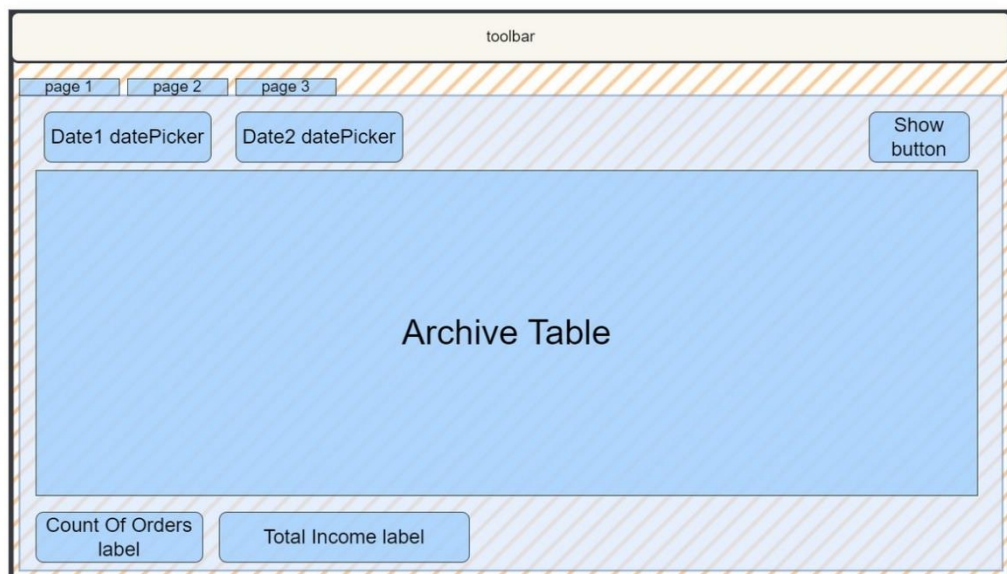 toolbar
page 1
page 2
page 3
Date1 datePicker
Date2 datePicker
Show
button
Archive Table
Count Of Orders
label
Total Income label